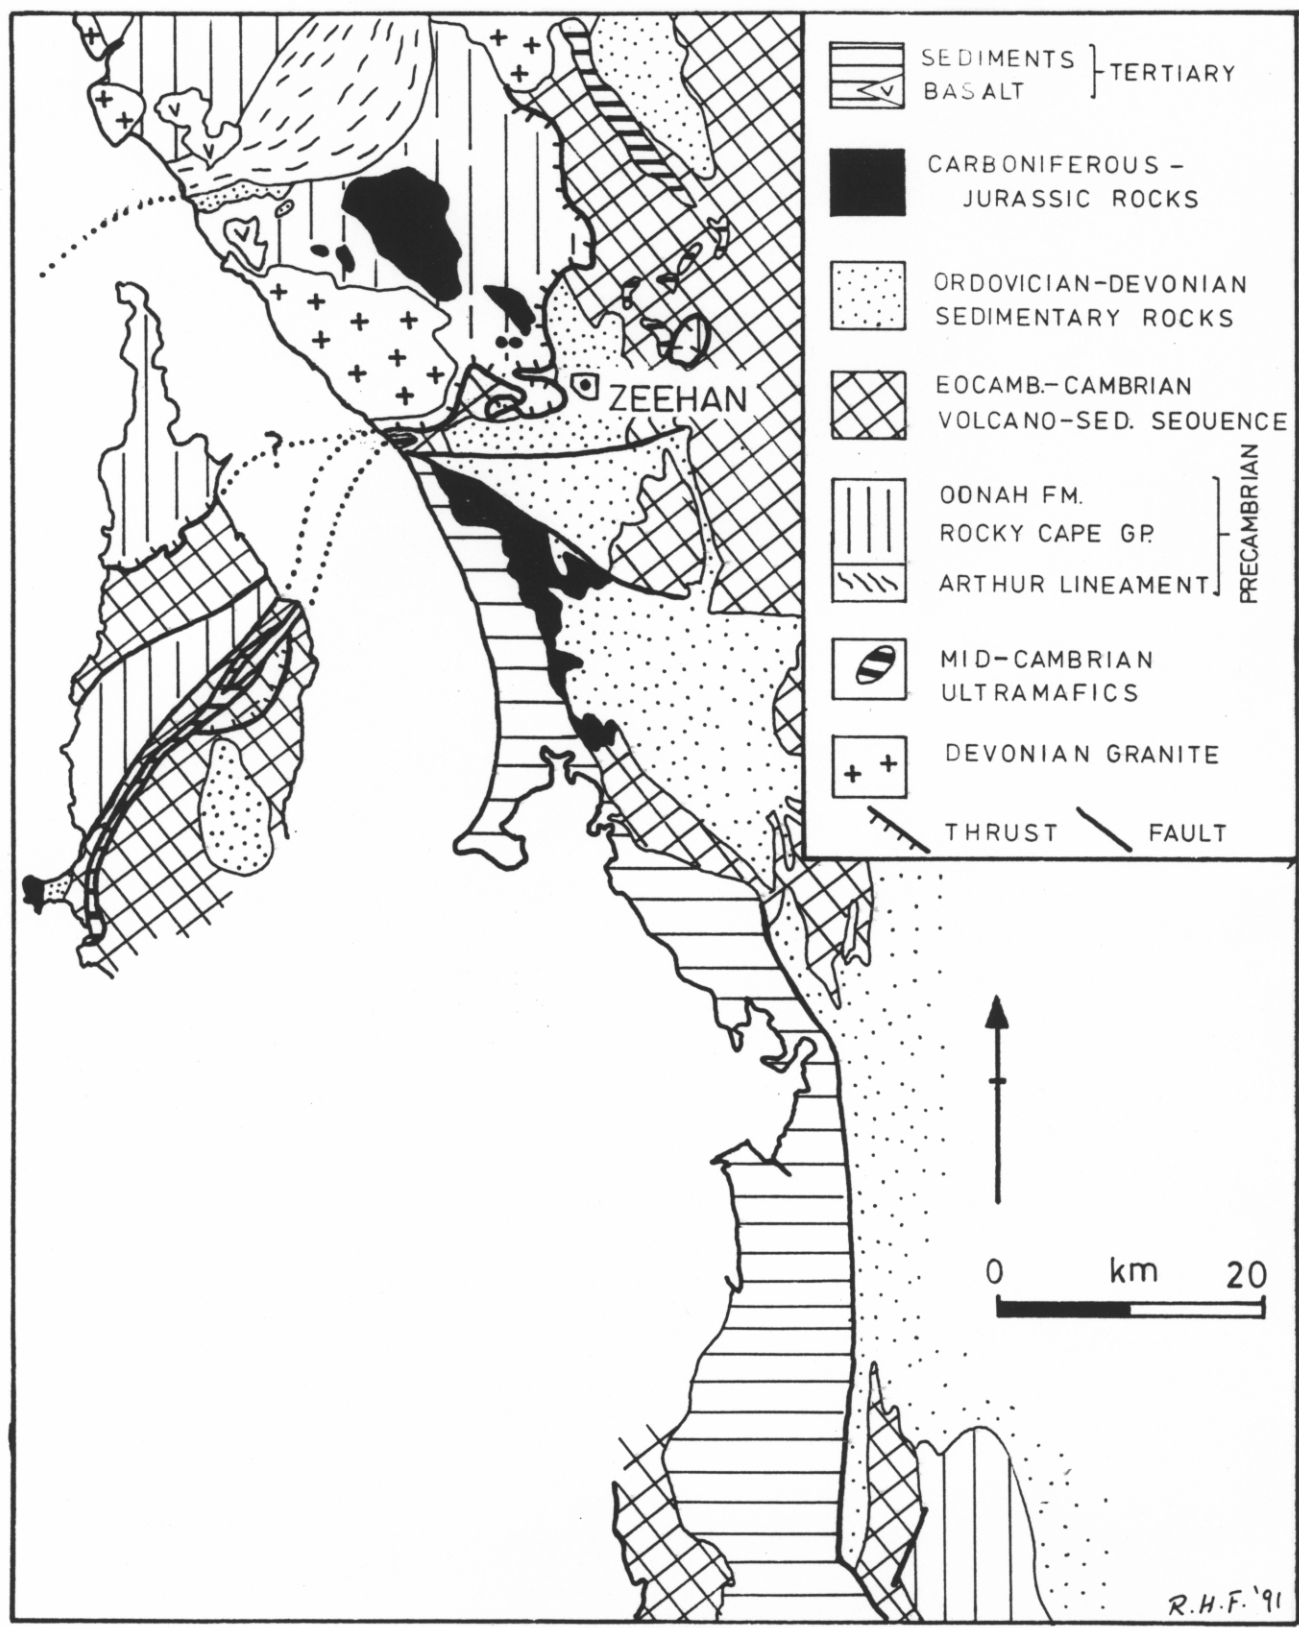 SEDIMENTS
BASALT
TERTIARY
CARBONIFEROUS-
JURASSIC ROCKS
ORDOVICIAN-DEVONIAN
SEDIMENTARY ROCKS
EOCAMB.-CAMBRIAN
VOLCANO-SED. SEQUENCE
OONAH FM.
ROCKY CAPE GP.
ARTHUR LINEAMENT
PRECAMBRIAN
MID-CAMBRIAN
ULTRAMAFICS
DEVONIAN GRANITE
THRUST
FAULT
ZEEHAN
?
0 km 20
R.H.F. '91